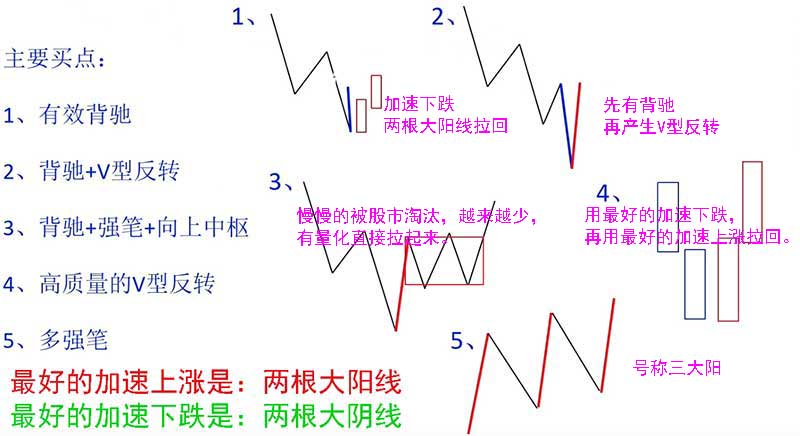 主要买点：
1、有效背驰
2、背驰+V型反转
3、背驰+强笔+向上中枢
4、高质量的V型反转
5、多强笔
最好的加速上涨是：两根大阳线
最好的加速下跌是：两根大阴线
1、
加速下跌
两根大阳线拉回
2、
先有背驰
再产生V型反转
3、
慢慢的被股市淘汰，越来越少，
有量化直接拉起来。
4、
用最好的加速下跌，
再用最好的加速上涨拉回。
5、
号称三大阳